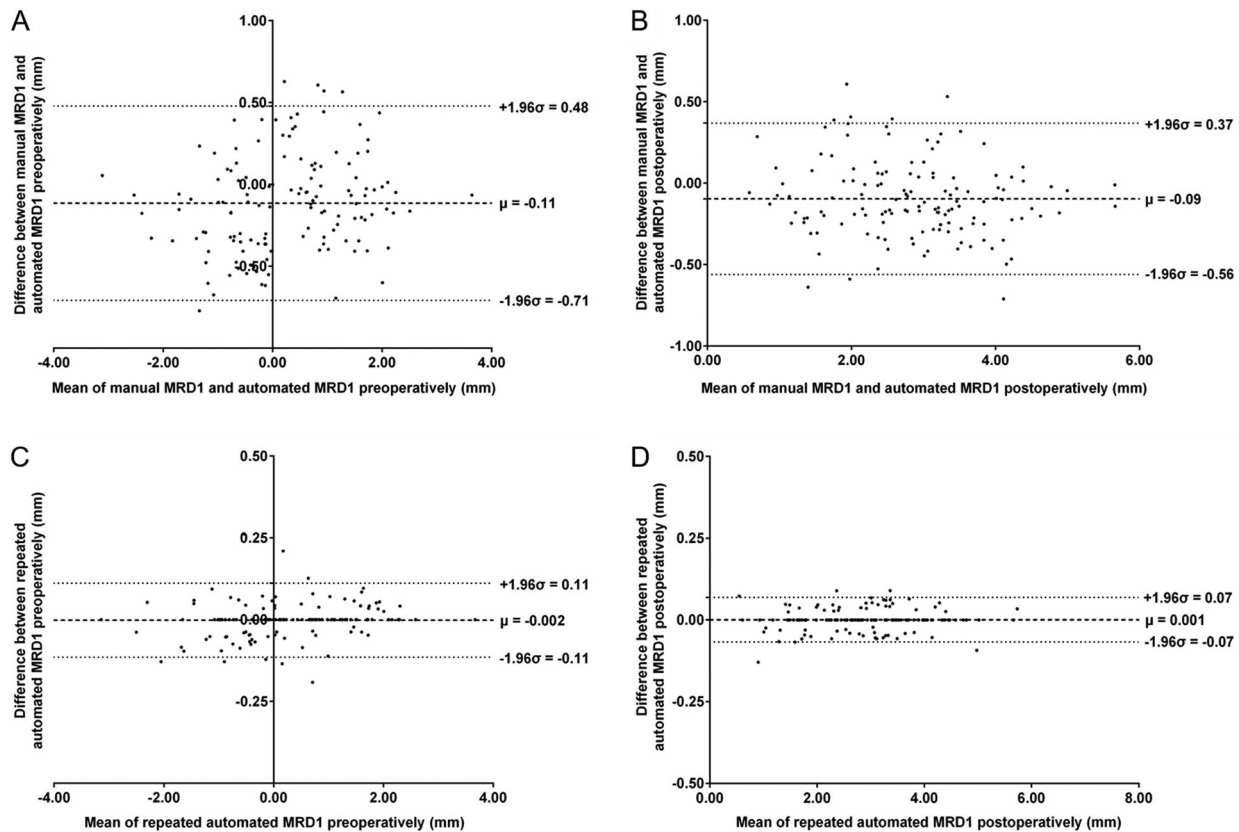 A
Difference between manual MRD1 and
automated MRD1 preoperatively (mm)
1.00
0.50
0.00
-0.50
+1.96σ = 0.48
μ = -0.11
-1.96σ = -0.71
-4.00 -2.00 0.00 2.00 4.00
Mean of manual MRD1 and automated MRD1 preoperatively (mm)
B
Difference between manual MRD1 and
automated MRD1 postoperatively (mm)
1.00
0.50
0.00
-0.50
-1.00
+1.96σ = 0.37
μ = -0.09
-1.96σ = -0.56
0.00 2.00 4.00 6.00
Mean of manual MRD1 and automated MRD1 postoperatively (mm)
C
Difference between repeated
automated MRD1 preoperatively (mm)
0.50
0.25
0.00
-0.25
+1.96σ = 0.11
μ = -0.002
-1.96σ = -0.11
-4.00 -2.00 0.00 2.00 4.00
Mean of repeated automated MRD1 preoperatively (mm)
D
Difference between repeated
automated MRD1 postoperatively (mm)
0.50
0.25
0.00
-0.25
-0.50
+1.96σ = 0.07
μ = 0.001
-1.96σ = -0.07
0.00 2.00 4.00 6.00 8.00
Mean of repeated automated MRD1 postoperatively (mm)